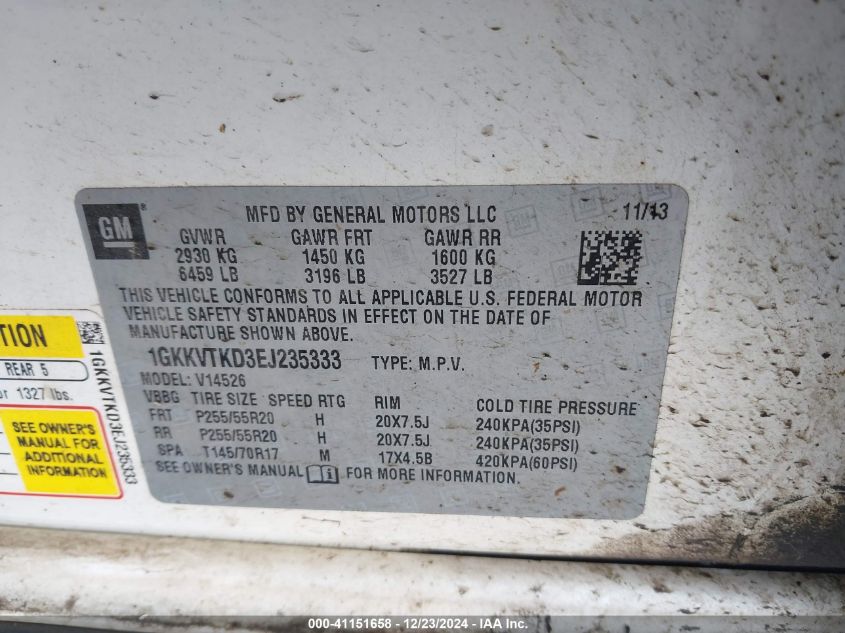 GM ®
MFD BY GENERAL MOTORS LLC 11/13
GVWR GAWR FRT GAWR RR
2930 KG 1450 KG 1600 KG
6459 LB 3196 LB 3527 LB
THIS VEHICLE CONFORMS TO ALL APPLICABLE U.S. FEDERAL MOTOR
VEHICLE SAFETY STANDARDS IN EFFECT ON THE DATE OF
MANUFACTURE SHOWN ABOVE.
1GKKVTKD3EJ235333 TYPE: M.P.V.
MODEL: V14526
VBBG TIRE SIZE SPEED RTG RIM COLD TIRE PRESSURE
FRT P255/55R20 H 20X7.5J 240KPA(35PSI)
RR P255/55R20 H 20X7.5J 240KPA(35PSI)
SPA T145/70R17 M 17X4.5B 420KPA(60PSI)
SEE OWNER'S MANUAL i FOR MORE INFORMATION.
TION
REAR 5
or 1327 lbs.
SEE OWNER'S
MANUAL FOR
ADDITIONAL
INFORMATION
1GKKVTKD3EJ235333
000-41151658 - 12/23/2024 - IAAI.COM